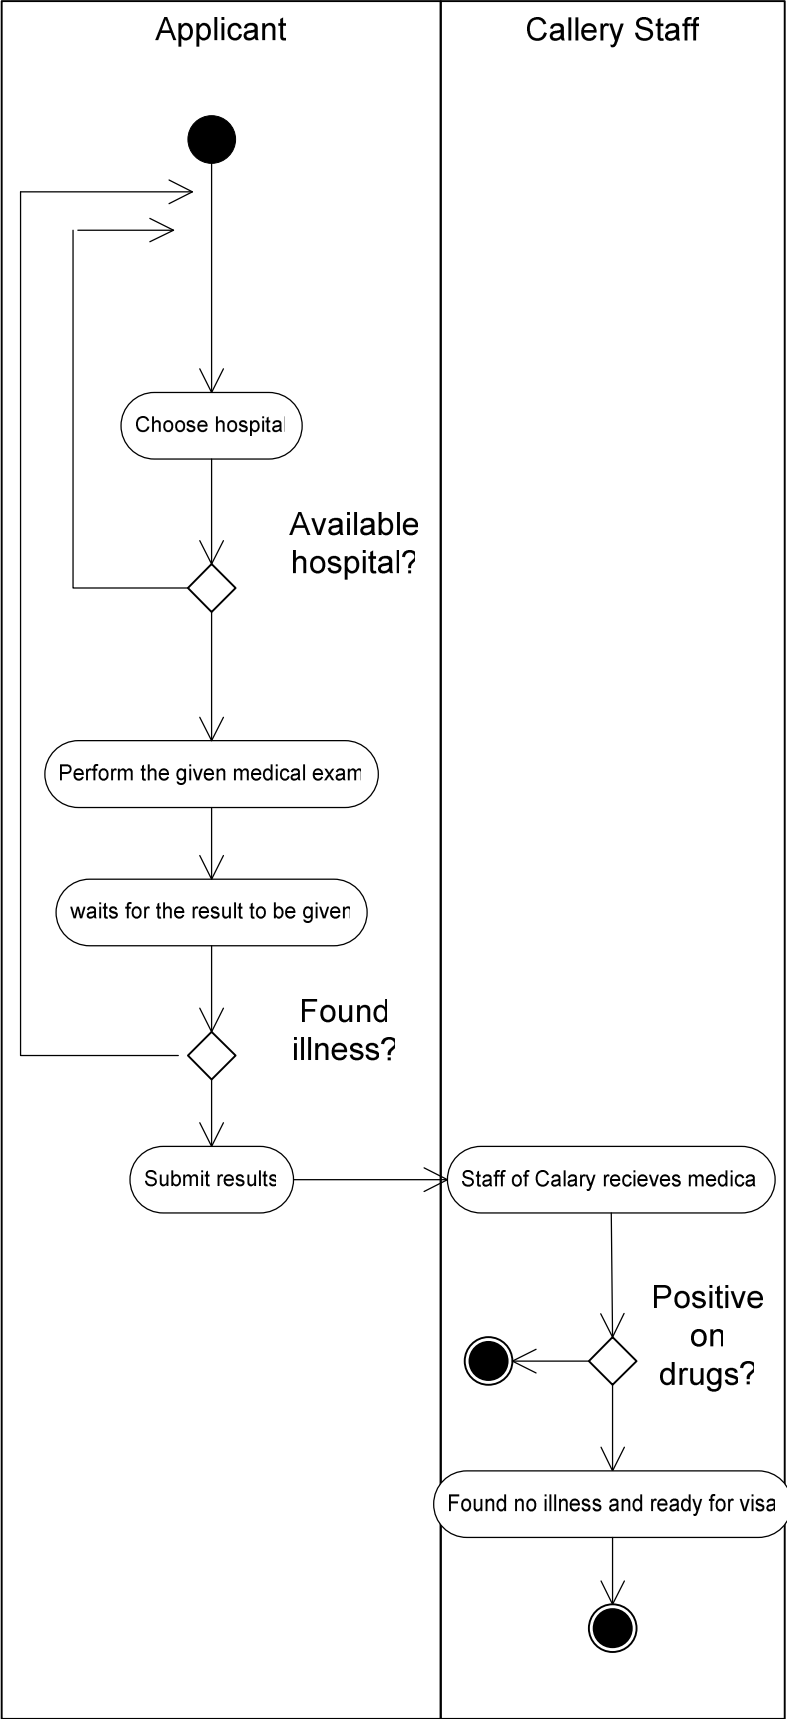 Applicant
Callery Staff
Choose hospital
Available
hospital?
Perform the given medical exam
waits for the result to be given
Found
illness?
Submit results
Staff of Calary recieves medica
Positive
on
drugs?
Found no illness and ready for visa